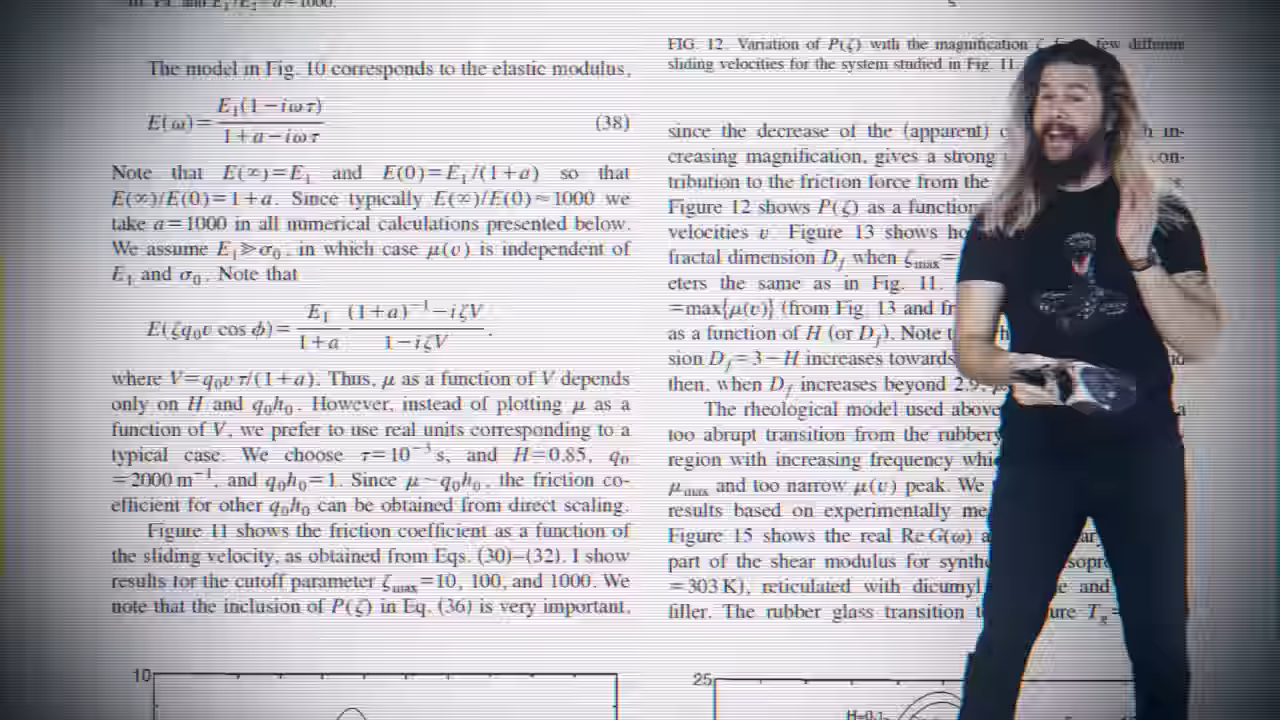 The model in Fig. 10 corresponds to the elastic modulus,
E(ω)= E₁(1−iωτ) / 1+a−iωτ (38)
Note that E(∞)=E₁ and E(0)=E₁/(1+a) so that
E(∞)/E(0)=1+a. Since typically E(∞)/E(0)≈1000 we
take a=1000 in all numerical calculations presented below.
We assume E₁≫σ₀, in which case μ(v) is independent of
E₁ and σ₀. Note that
E(ζq₀v cos ϕ)= E₁ / 1+a (1+a)⁻¹−iζV / 1−iζV .
where V=q₀vτ/(1+a). Thus, μ as a function of V depends
only on H and q₀h₀. However, instead of plotting μ as a
function of V, we prefer to use real units corresponding to a
typical case. We choose τ=10⁻³ s, and H=0.85, q₀
=2000 m⁻¹, and q₀h₀=1. Since μ~q₀h₀, the friction co-
efficient for other q₀h₀ can be obtained from direct scaling.
Figure 11 shows the friction coefficient as a function of
the sliding velocity, as obtained from Eqs. (30)–(32). I show
results for the cutoff parameter ζmax=10, 100, and 1000. We
note that the inclusion of P(ζ) in Eq. (36) is very important,
10
5
FIG. 12. Variation of P(ζ) with the magnification ζ few different
sliding velocities for the system studied in Fig. 11.
since the decrease of the (apparent) in-
creasing magnification, gives a strong con-
tribution to the friction force from the
Figure 12 shows P(ζ) as a function
velocities v Figure 13 shows
fractal dimension Df when ζmax=
eters the same as in Fig. 11.
=max{μ(v)} (from Fig. 13 and
as a function of H (or Df). Note
sion Df=3−H increases towards
then, when Df increases beyond 2.9,
The rheological model used above a
too abrupt transition from the rubbery
region with increasing frequency
μmax and too narrow μ(v) peak. We
results based on experimentally
Figure 15 shows the real Re G(ω)
part of the shear modulus for
=303 K), reticulated with dicumyl and
filler. The rubber glass transition Tg=
25
H=0.1